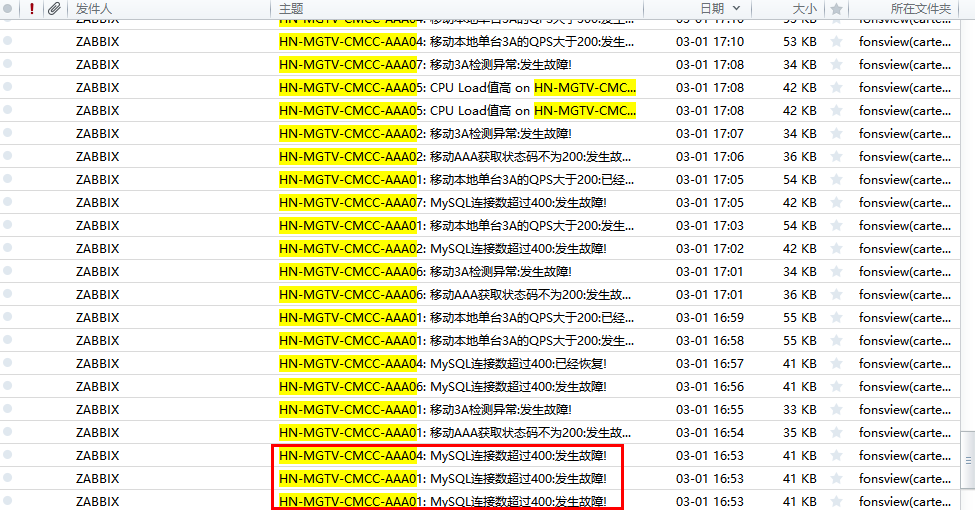 ! 发件人 主题 日期 大小 所在文件夹
ZABBIX HN-MGTV-CMCC-AAA04: 移动本地单台3A的QPS大于200:发生... 03-01 17:10 53 KB fonsview(carte...
ZABBIX HN-MGTV-CMCC-AAA07: 移动3A检测异常:发生故障! 03-01 17:08 34 KB fonsview(carte...
ZABBIX HN-MGTV-CMCC-AAA05: CPU Load值高 on HN-MGTV-CMC... 03-01 17:08 42 KB fonsview(carte...
ZABBIX HN-MGTV-CMCC-AAA05: CPU Load值高 on HN-MGTV-CMC... 03-01 17:08 42 KB fonsview(carte...
ZABBIX HN-MGTV-CMCC-AAA02: 移动3A检测异常:发生故障! 03-01 17:07 34 KB fonsview(carte...
ZABBIX HN-MGTV-CMCC-AAA02: 移动AAA获取状态码不为200:发生故... 03-01 17:06 36 KB fonsview(carte...
ZABBIX HN-MGTV-CMCC-AAA01: 移动本地单台3A的QPS大于200:已经... 03-01 17:05 54 KB fonsview(carte...
ZABBIX HN-MGTV-CMCC-AAA07: MySQL连接数超过400:发生故障! 03-01 17:05 42 KB fonsview(carte...
ZABBIX HN-MGTV-CMCC-AAA01: 移动本地单台3A的QPS大于200:发生... 03-01 17:03 54 KB fonsview(carte...
ZABBIX HN-MGTV-CMCC-AAA02: MySQL连接数超过400:发生故障! 03-01 17:02 42 KB fonsview(carte...
ZABBIX HN-MGTV-CMCC-AAA06: 移动3A检测异常:发生故障! 03-01 17:01 34 KB fonsview(carte...
ZABBIX HN-MGTV-CMCC-AAA06: 移动AAA获取状态码不为200:发生故... 03-01 17:01 36 KB fonsview(carte...
ZABBIX HN-MGTV-CMCC-AAA01: 移动本地单台3A的QPS大于200:已经... 03-01 16:59 55 KB fonsview(carte...
ZABBIX HN-MGTV-CMCC-AAA01: 移动本地单台3A的QPS大于200:发生... 03-01 16:58 55 KB fonsview(carte...
ZABBIX HN-MGTV-CMCC-AAA04: MySQL连接数超过400:已经恢复! 03-01 16:57 41 KB fonsview(carte...
ZABBIX HN-MGTV-CMCC-AAA06: MySQL连接数超过400:发生故障! 03-01 16:56 41 KB fonsview(carte...
ZABBIX HN-MGTV-CMCC-AAA01: 移动3A检测异常:发生故障! 03-01 16:55 33 KB fonsview(carte...
ZABBIX HN-MGTV-CMCC-AAA01: 移动AAA获取状态码不为200:发生故... 03-01 16:54 35 KB fonsview(carte...
ZABBIX HN-MGTV-CMCC-AAA04: MySQL连接数超过400:发生故障! 03-01 16:53 41 KB fonsview(carte...
ZABBIX HN-MGTV-CMCC-AAA01: MySQL连接数超过400:发生故障! 03-01 16:53 41 KB fonsview(carte...
ZABBIX HN-MGTV-CMCC-AAA01: MySQL连接数超过400:发生故障! 03-01 16:53 41 KB fonsview(carte...